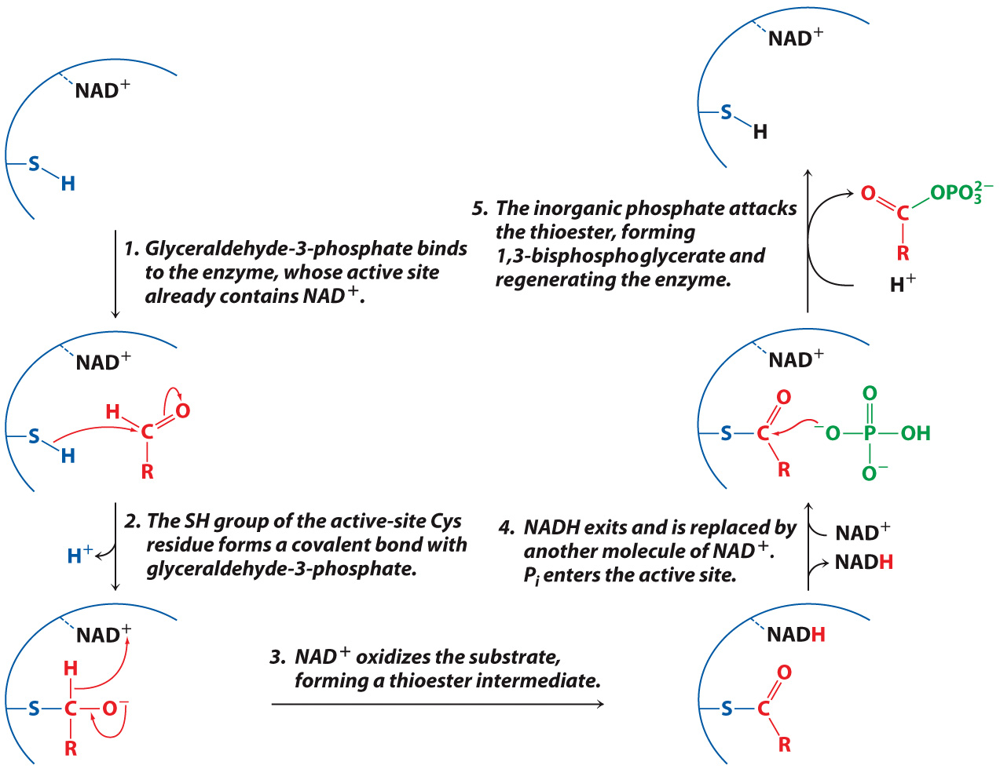 NAD+
S
H
1. Glyceraldehyde-3-phosphate binds
to the enzyme, whose active site
already contains NAD+.
NAD+
H
O
S
C
H
R
2. The SH group of the active-site Cys
residue forms a covalent bond with
glyceraldehyde-3-phosphate.
H+
NAD+
H
S C O−
R
3. NAD+ oxidizes the substrate,
forming a thioester intermediate.
NADH
O
S C
R
4. NADH exits and is replaced by
another molecule of NAD+.
Pi enters the active site.
NAD+
NADH
NAD+
O
O
S C
−O P OH
R
O−
5. The inorganic phosphate attacks
the thioester, forming
1,3-bisphosphoglycerate and
regenerating the enzyme.
O
OPO3 2−
C
R
H+
NAD+
S
H